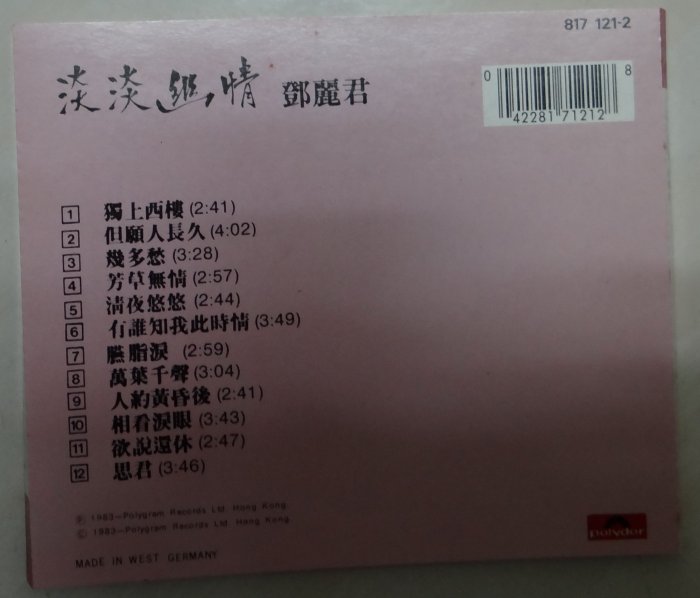 817 121-2
淡淡幽情 鄧麗君
0 42281 71212 8
1 獨上西樓 (2:41)
2 但願人長久 (4:02)
3 幾多愁 (3:28)
4 芳草無情 (2:57)
5 清夜悠悠 (2:44)
6 有誰知我此時情 (3:49)
7 臙脂淚 (2:59)
8 萬葉千聲 (3:04)
9 人約黃昏後 (2:41)
10 相看淚眼 (3:43)
11 欲說還休 (2:47)
12 思君 (3:46)
Ⓟ 1983—Polygram Records Ltd. Hong Kong.
© 1983—Polygram Records Ltd. Hong Kong.
MADE IN WEST GERMANY
polydor